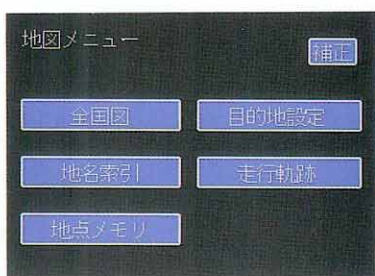 地図メニュー
補正
全国図 目的地設定
地名索引 走行軌跡
地点メモリ